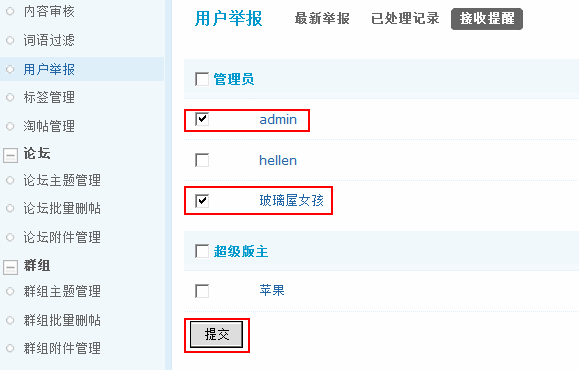 内容审核
词语过滤
用户举报
标签管理
淘帖管理
论坛
论坛主题管理
论坛批量删帖
论坛附件管理
群组
群组主题管理
群组批量删帖
群组附件管理
用户举报 最新举报 已处理记录 接收提醒
管理员
admin
hellen
玻璃屋女孩
超级版主
苹果
提交